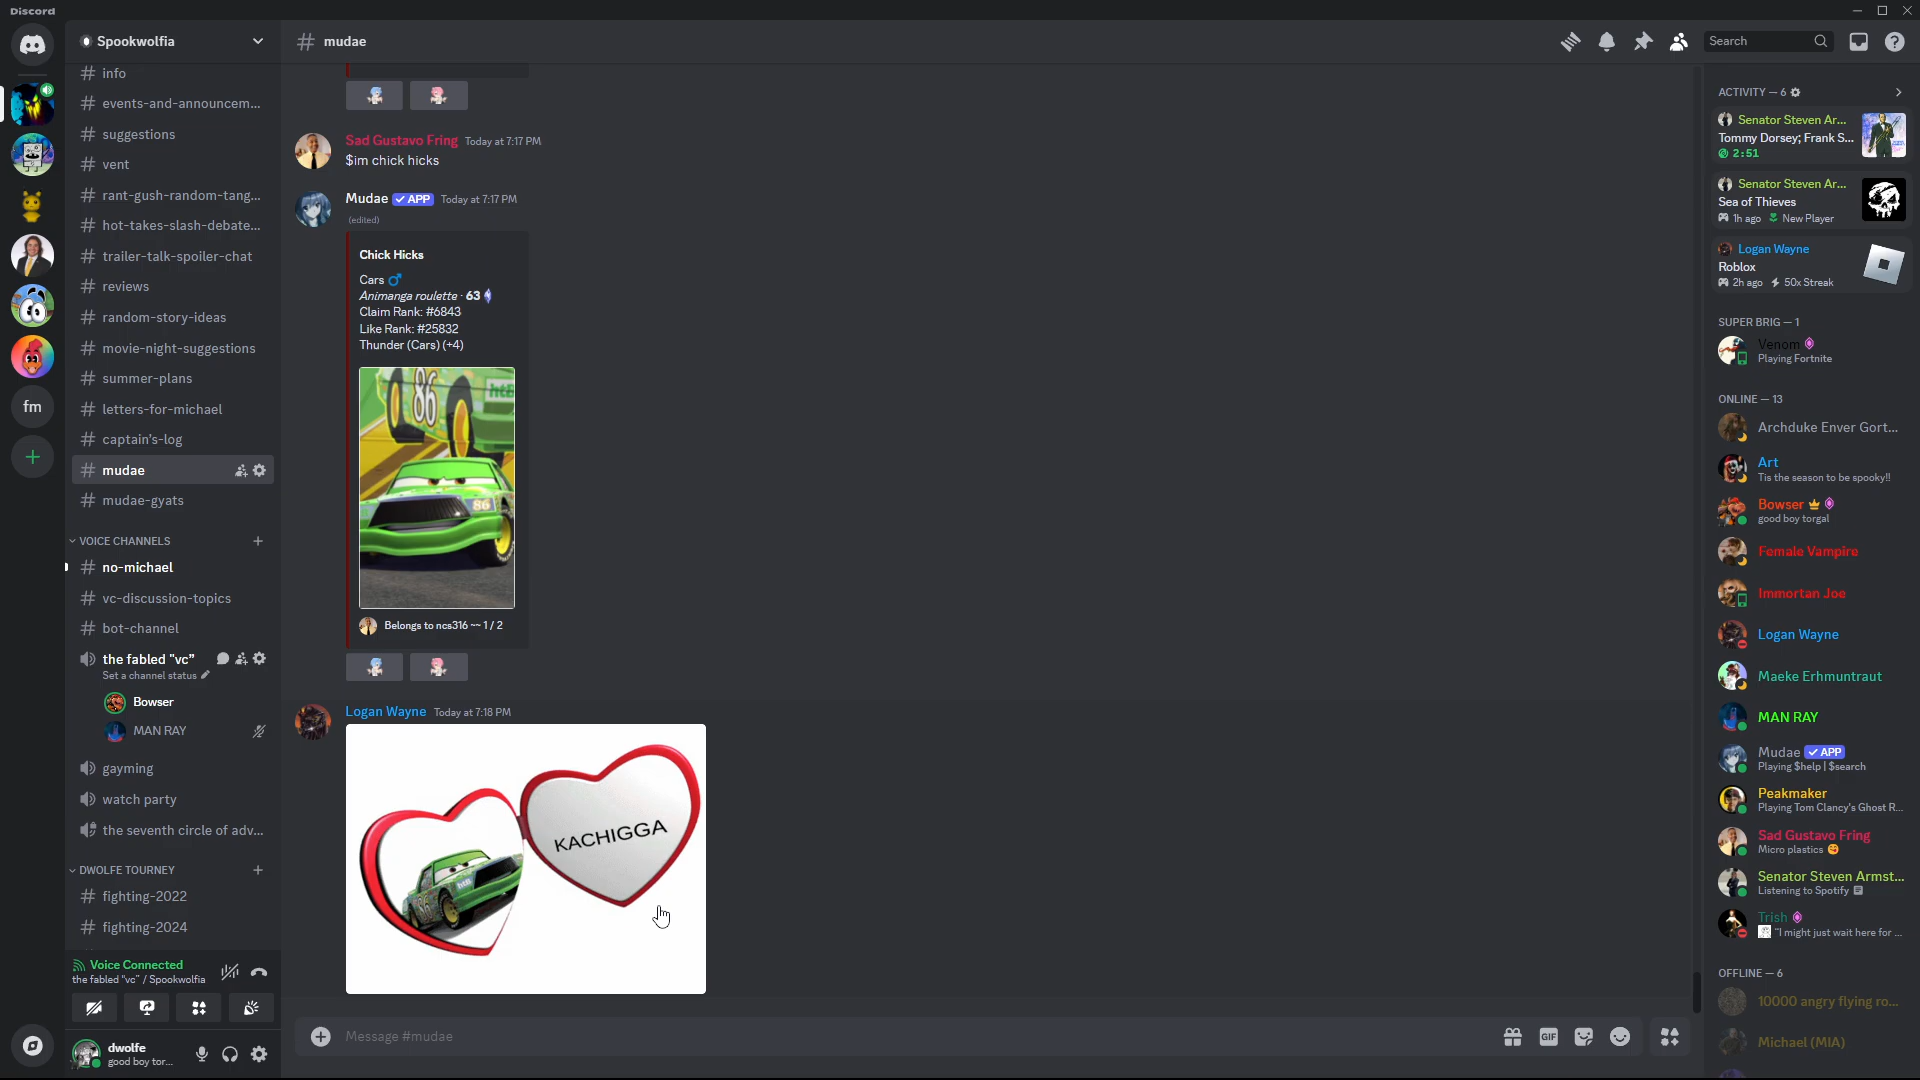 Discord
Spookwolfia
info
events-and-announcem...
suggestions
vent
rant-gush-random-tang...
hot-takes-slash-debate...
trailer-talk-spoiler-chat
reviews
random-story-ideas
movie-night-suggestions
summer-plans
letters-for-michael
captain's-log
mudae
mudae-gyats
fm
VOICE CHANNELS
no-michael
vc-discussion-topics
bot-channel
the fabled "vc"
Set a channel status
Bowser
MAN RAY
gayming
watch party
the seventh circle of adv...
DWOLFE TOURNEY
fighting-2022
fighting-2024
Voice Connected
the fabled "vc" / Spookwolfia
dwolfe
good boy tor...
# mudae
Search
Sad Gustavo Fring Today at 7:17 PM
$im chick hicks
Mudae APP Today at 7:17 PM
(edited)
Chick Hicks
Cars
Animanga roulette · 63
Claim Rank: #6843
Like Rank: #25832
Thunder (Cars) (+4)
86
htB
86
Belongs to ncs316 ~~ 1 / 2
Logan Wayne Today at 7:18 PM
KACHIGGA
htB
86
Message #mudae
GIF
ACTIVITY — 6
Senator Steven Ar...
Tommy Dorsey; Frank S...
2:51
Senator Steven Ar...
Sea of Thieves
1h ago New Player
Logan Wayne
Roblox
2h ago 50x Streak
SUPER BRIG — 1
Venom
Playing Fortnite
ONLINE — 13
Archduke Enver Gort...
Art
Tis the season to be spooky!!
Bowser
good boy torgal
Female Vampire
Immortan Joe
Logan Wayne
Maeke Erhmuntraut
MAN RAY
Mudae APP
Playing $help | $search
Peakmaker
Playing Tom Clancy's Ghost R...
Sad Gustavo Fring
Micro plastics
Senator Steven Armst...
Listening to Spotify
Trish
"I might just wait here for ...
OFFLINE — 6
10000 angry flying ro...
Michael (MIA)